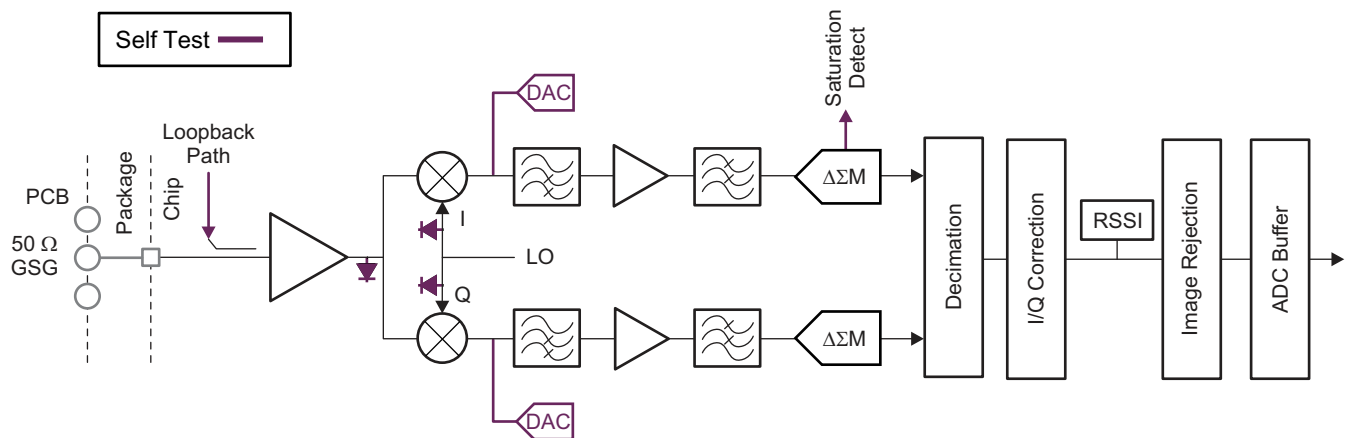 Self Test
DAC
Saturation
Detect
Loopback
Path
PCB
Package
Chip
50 Ω
GSG
I
LO
Q
ΔΣM
ΔΣM
DAC
Decimation
I/Q Correction
RSSI
Image Rejection
ADC Buffer